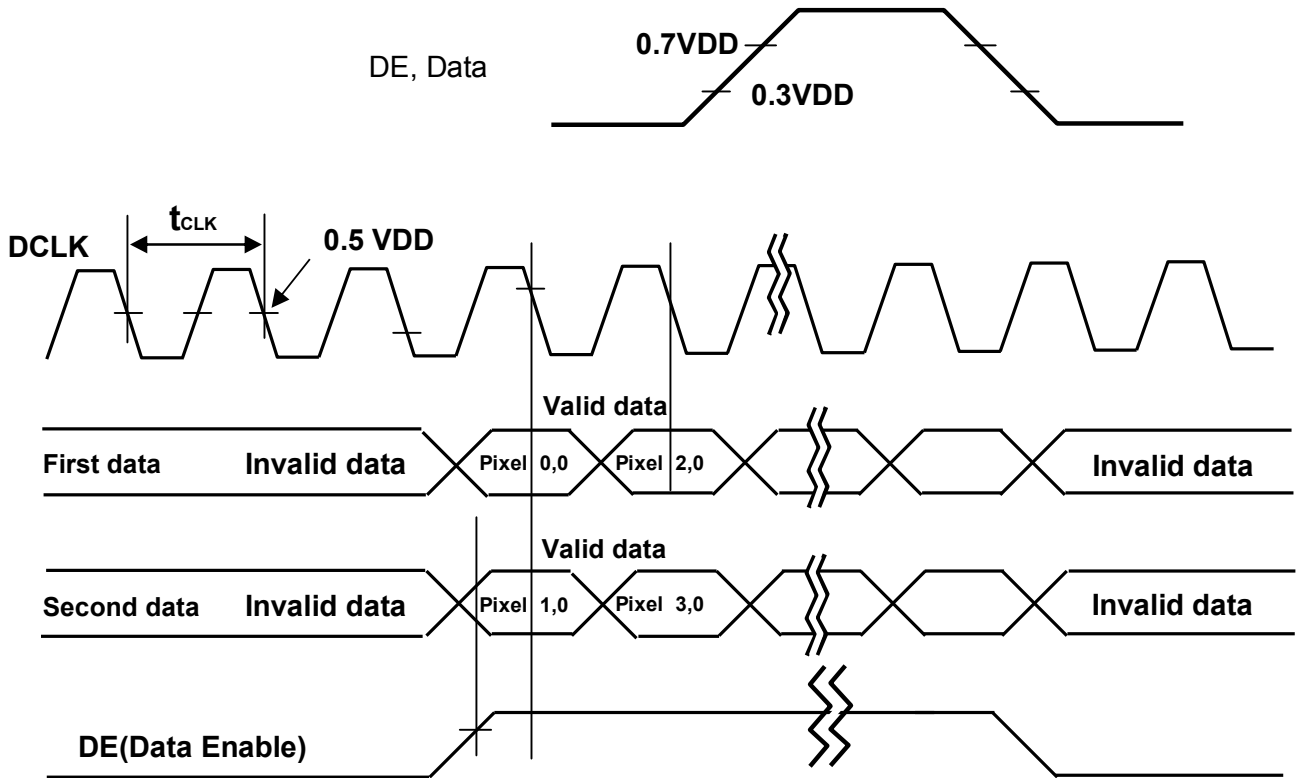 0.7VDD
DE, Data
0.3VDD
tCLK
DCLK
0.5 VDD
Valid data
First data Invalid data Pixel 0,0 Pixel 2,0 Invalid data
Valid data
Second data Invalid data Pixel 1,0 Pixel 3,0 Invalid data
DE(Data Enable)